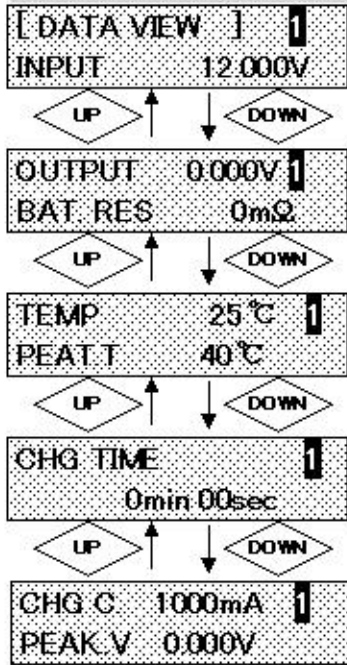 [ DATA VIEW ] 1
INPUT 12.000V
UP DOWN
OUTPUT 0.000V 1
BAT. RES 0mΩ
UP DOWN
TEMP 25℃ 1
PEAT T 40℃
UP DOWN
CHG TIME 1
0min 00sec
UP DOWN
CHG C. 1000mA 1
PEAK.V 0.000V